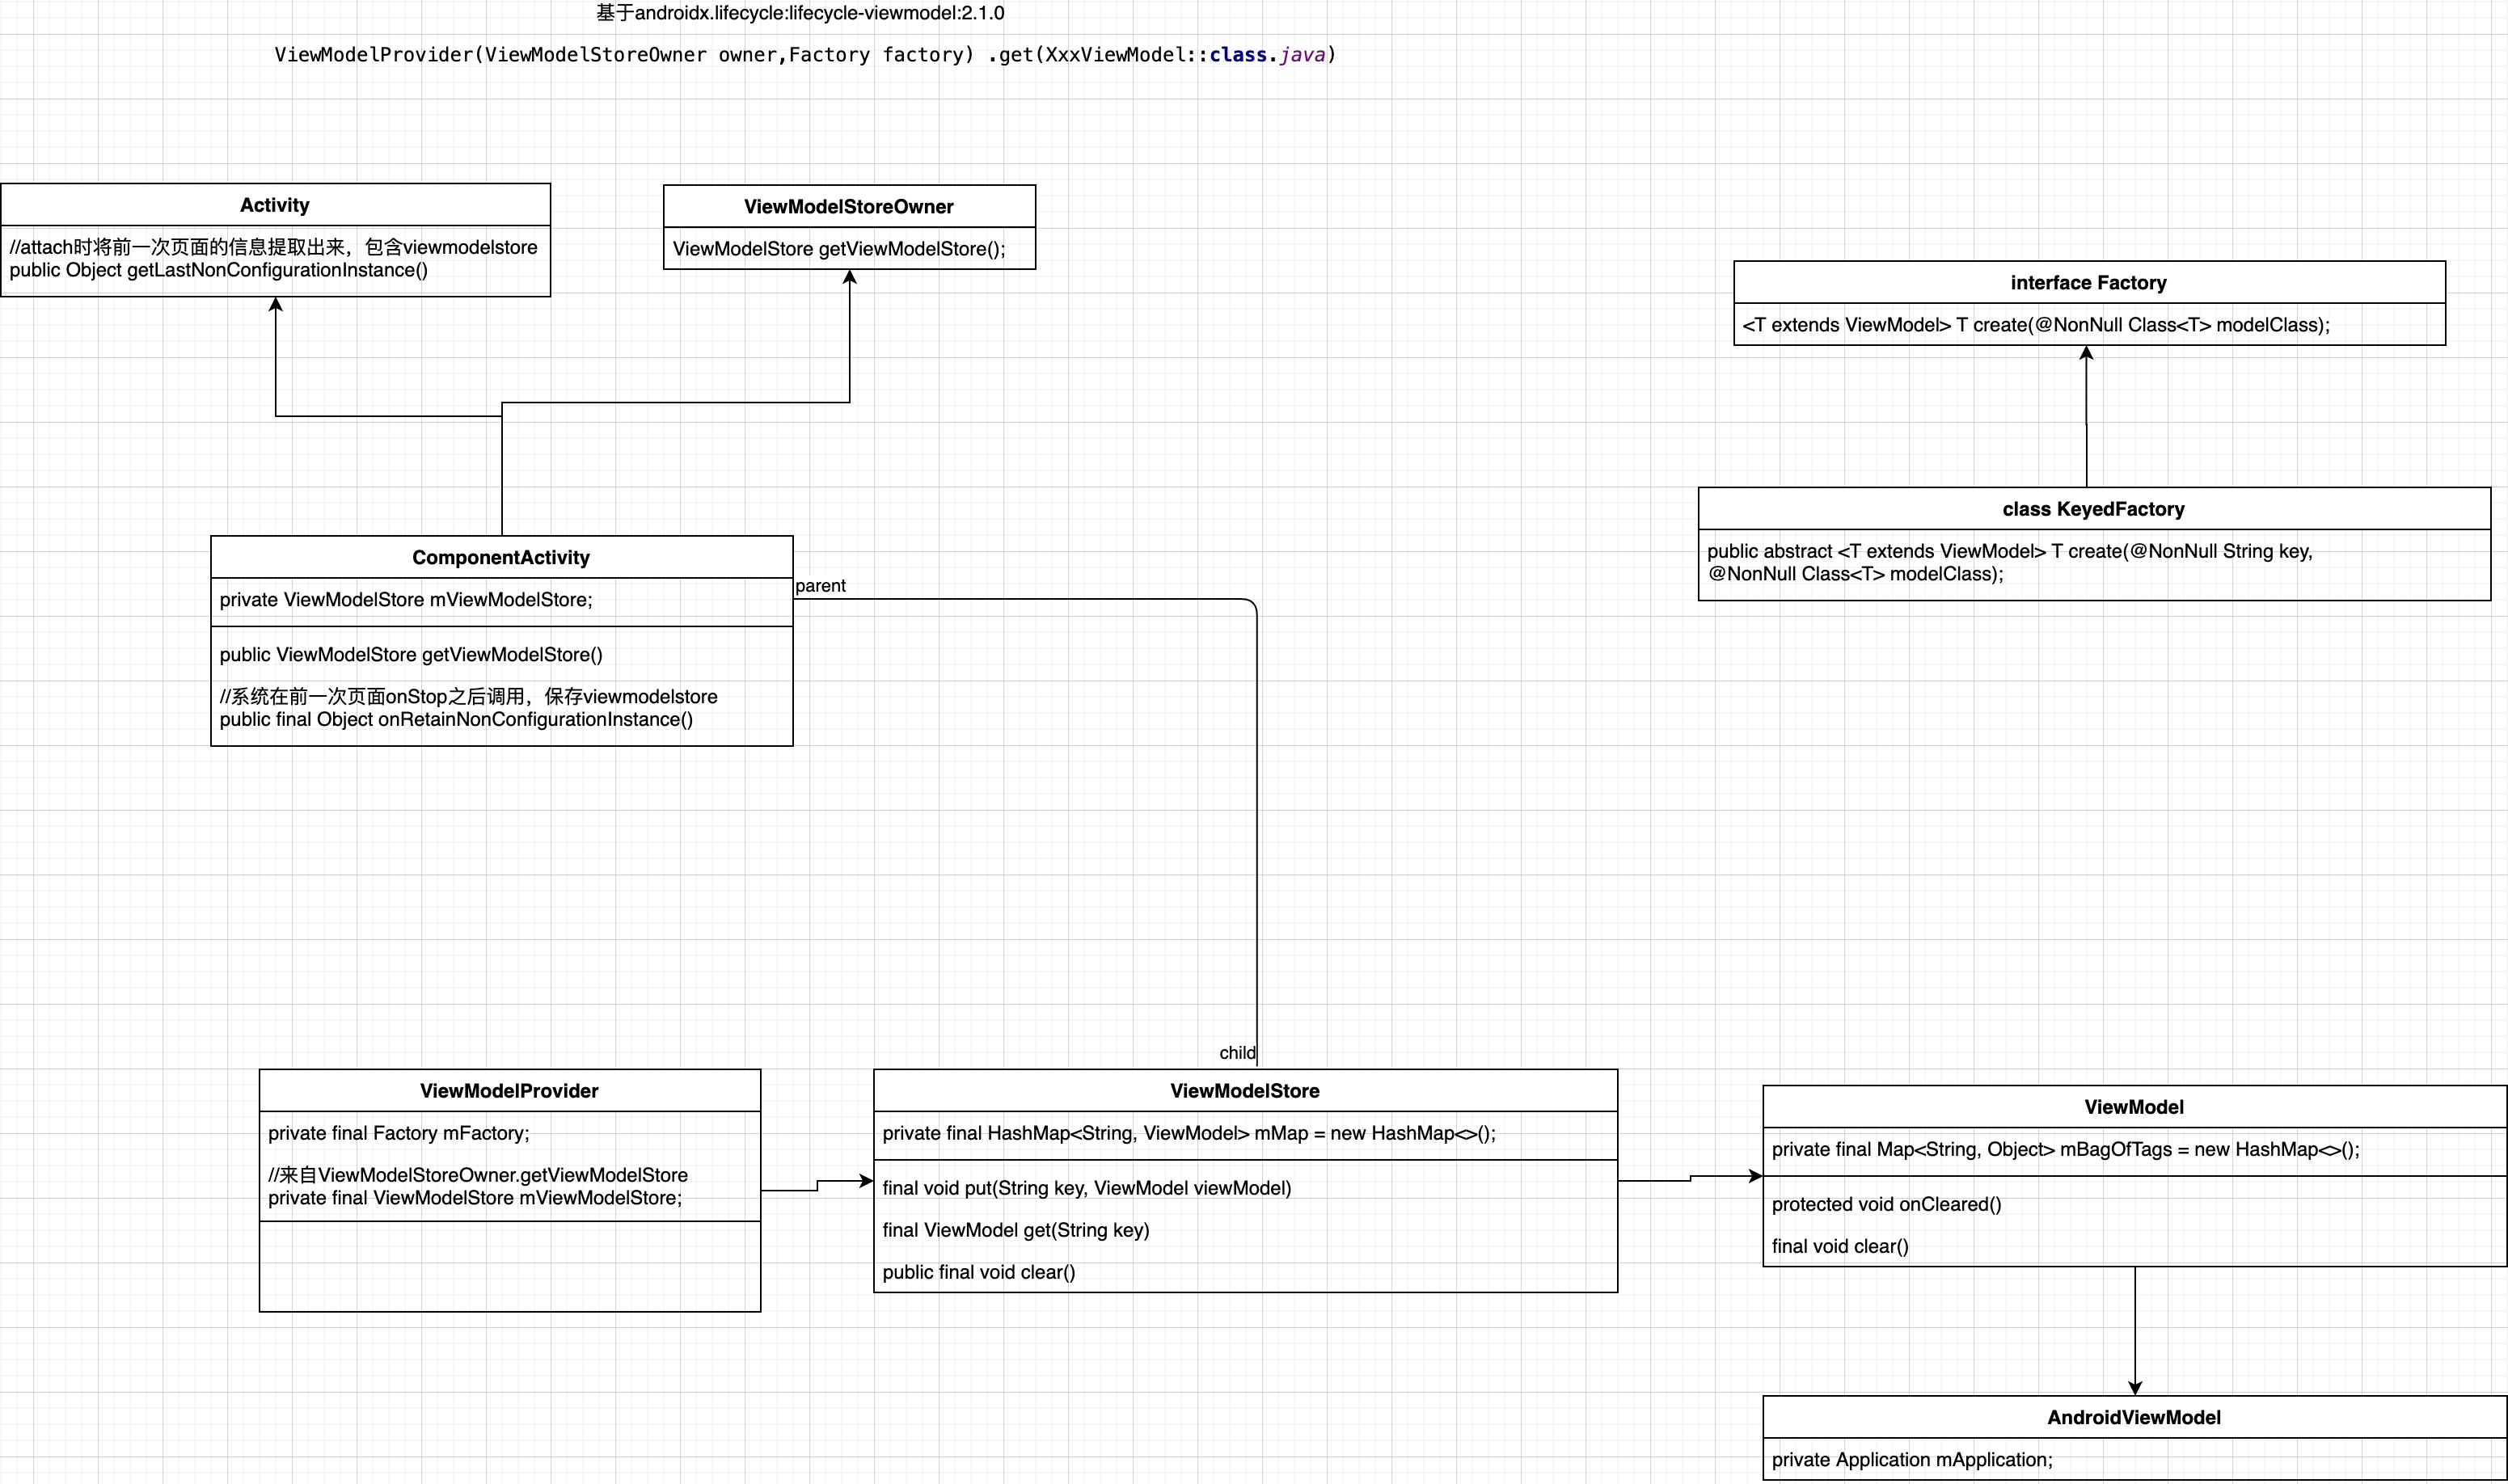 基于androidx.lifecycle:lifecycle-viewmodel:2.1.0
ViewModelProvider(ViewModelStoreOwner owner,Factory factory) .get(XxxViewModel::class.java)
Activity
//attach时将前一次页面的信息提取出来，包含viewmodelstore
public Object getLastNonConfigurationInstance()
ViewModelStoreOwner
ViewModelStore getViewModelStore();
interface Factory
<T extends ViewModel> T create(@NonNull Class<T> modelClass);
class KeyedFactory
public abstract <T extends ViewModel> T create(@NonNull String key,
@NonNull Class<T> modelClass);
ComponentActivity
private ViewModelStore mViewModelStore;
public ViewModelStore getViewModelStore()
//系统在前一次页面onStop之后调用，保存viewmodelstore
public final Object onRetainNonConfigurationInstance()
parent
child
ViewModelProvider
private final Factory mFactory;
//来自ViewModelStoreOwner.getViewModelStore
private final ViewModelStore mViewModelStore;
ViewModelStore
private final HashMap<String, ViewModel> mMap = new HashMap<>();
final void put(String key, ViewModel viewModel)
final ViewModel get(String key)
public final void clear()
ViewModel
private final Map<String, Object> mBagOfTags = new HashMap<>();
protected void onCleared()
final void clear()
AndroidViewModel
private Application mApplication;